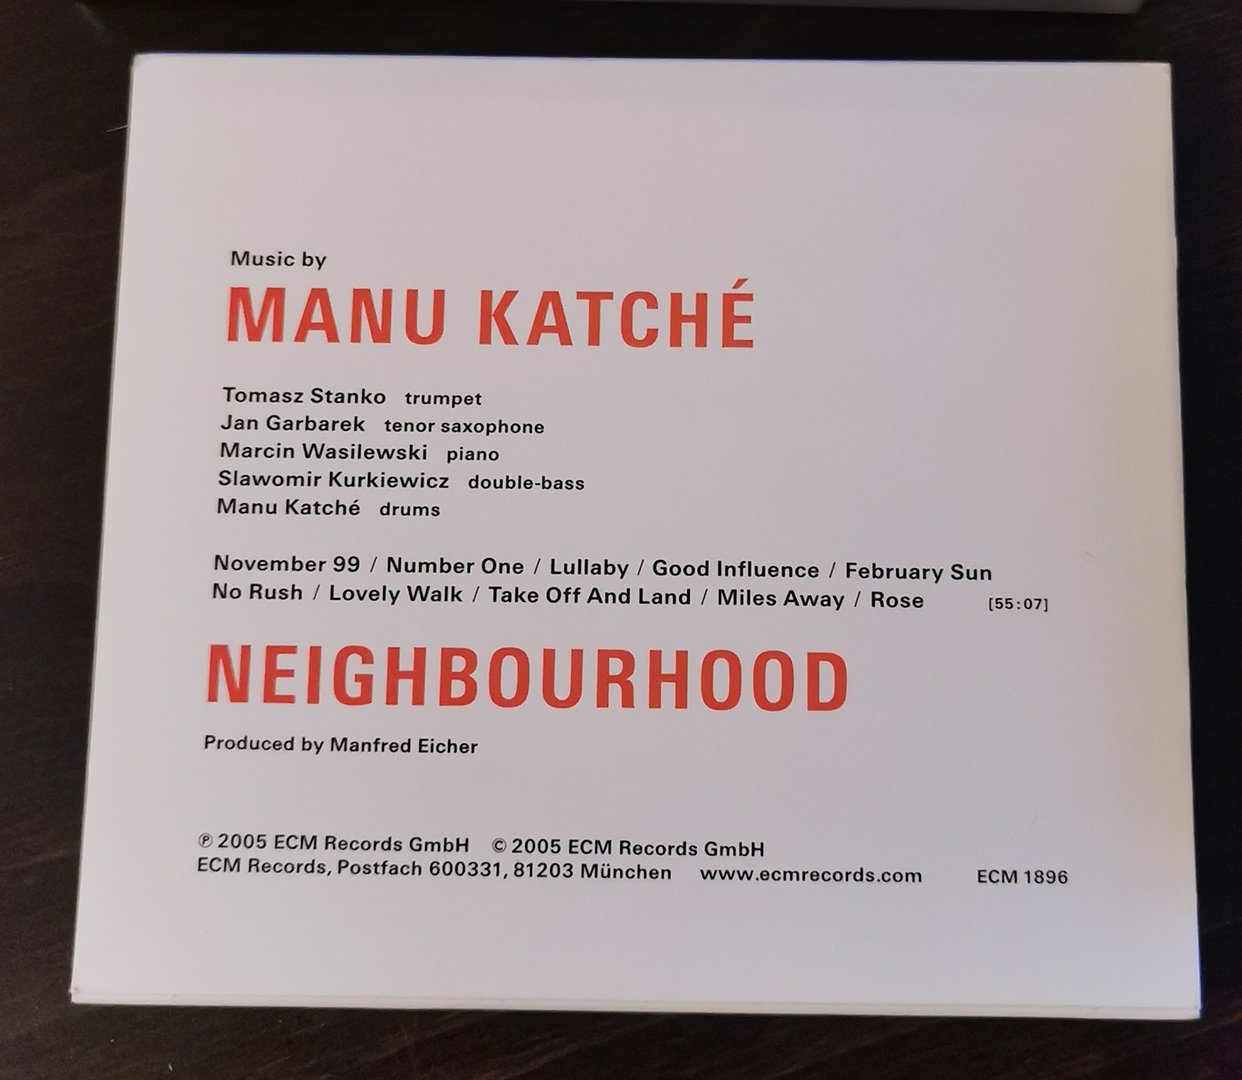 Music by
MANU KATCHÉ
Tomasz Stanko trumpet
Jan Garbarek tenor saxophone
Marcin Wasilewski piano
Slawomir Kurkiewicz double-bass
Manu Katché drums
November 99 / Number One / Lullaby / Good Influence / February Sun
No Rush / Lovely Walk / Take Off And Land / Miles Away / Rose [55:07]
NEIGHBOURHOOD
Produced by Manfred Eicher
℗ 2005 ECM Records GmbH © 2005 ECM Records GmbH
ECM Records, Postfach 600331, 81203 München www.ecmrecords.com ECM 1896